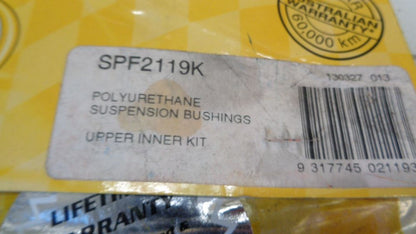 AUSTRALIAN
WARRANTY
60,000 km
SPF2119K
130327 013
POLYURETHANE
SUSPENSION BUSHINGS
UPPER INNER KIT
9 317745 021193
LIFETIME
WARRANTY